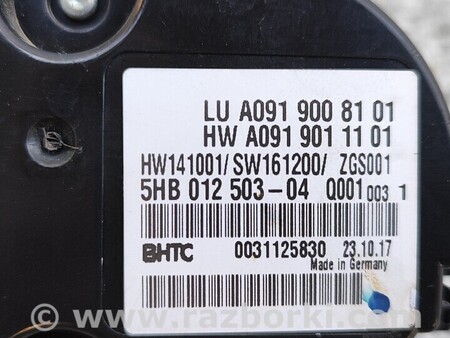 LU A091 900 81 01
HW A091 901 11 01
HW141001/ SW161200/ ZGS001
5HB 012 503-04 Q001 003 1
BHTC 0031125830 23.10.17
Made in Germany
© www.razborki.com